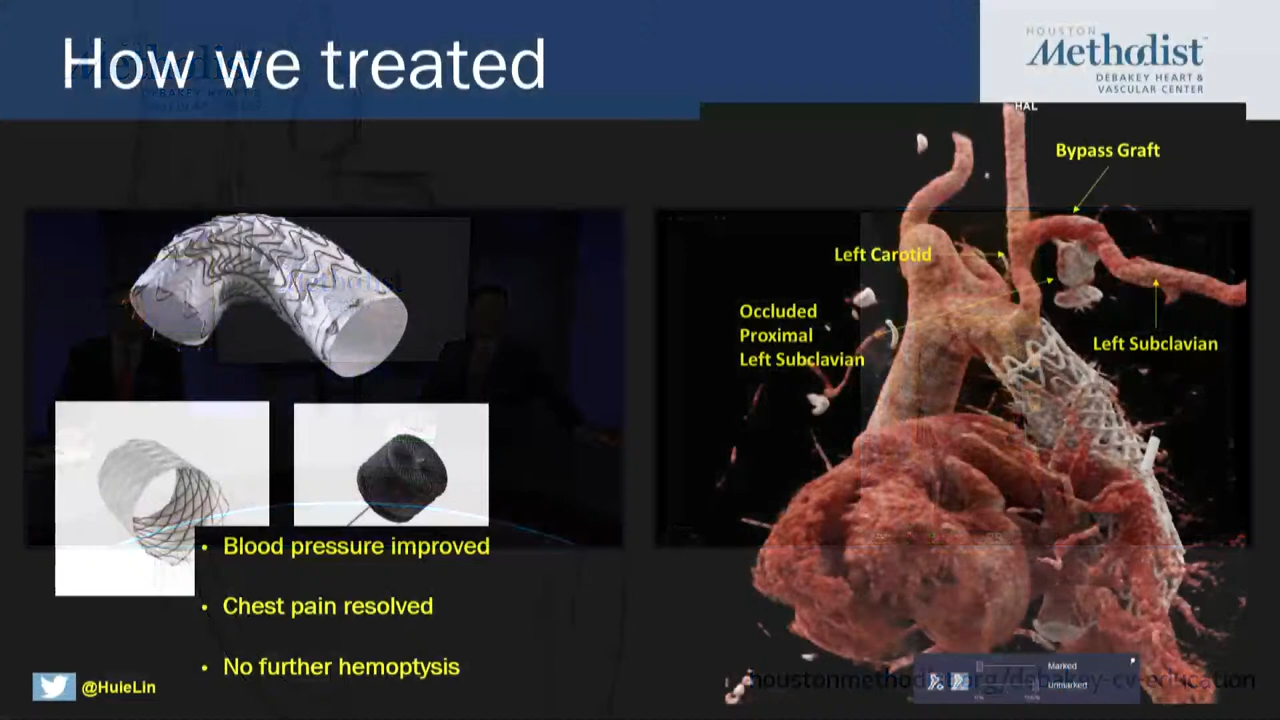 How we treated
HOUSTON
Methodist
DEBAKEY HEART &
VASCULAR CENTER
HAL
Bypass Graft
Left Carotid
Occluded
Proximal
Left Subclavian
Left Subclavian
• Blood pressure improved
• Chest pain resolved
• No further hemoptysis
@HuieLin
Marked
Unmarked
houstonmethodist.org/debakey-cv-education